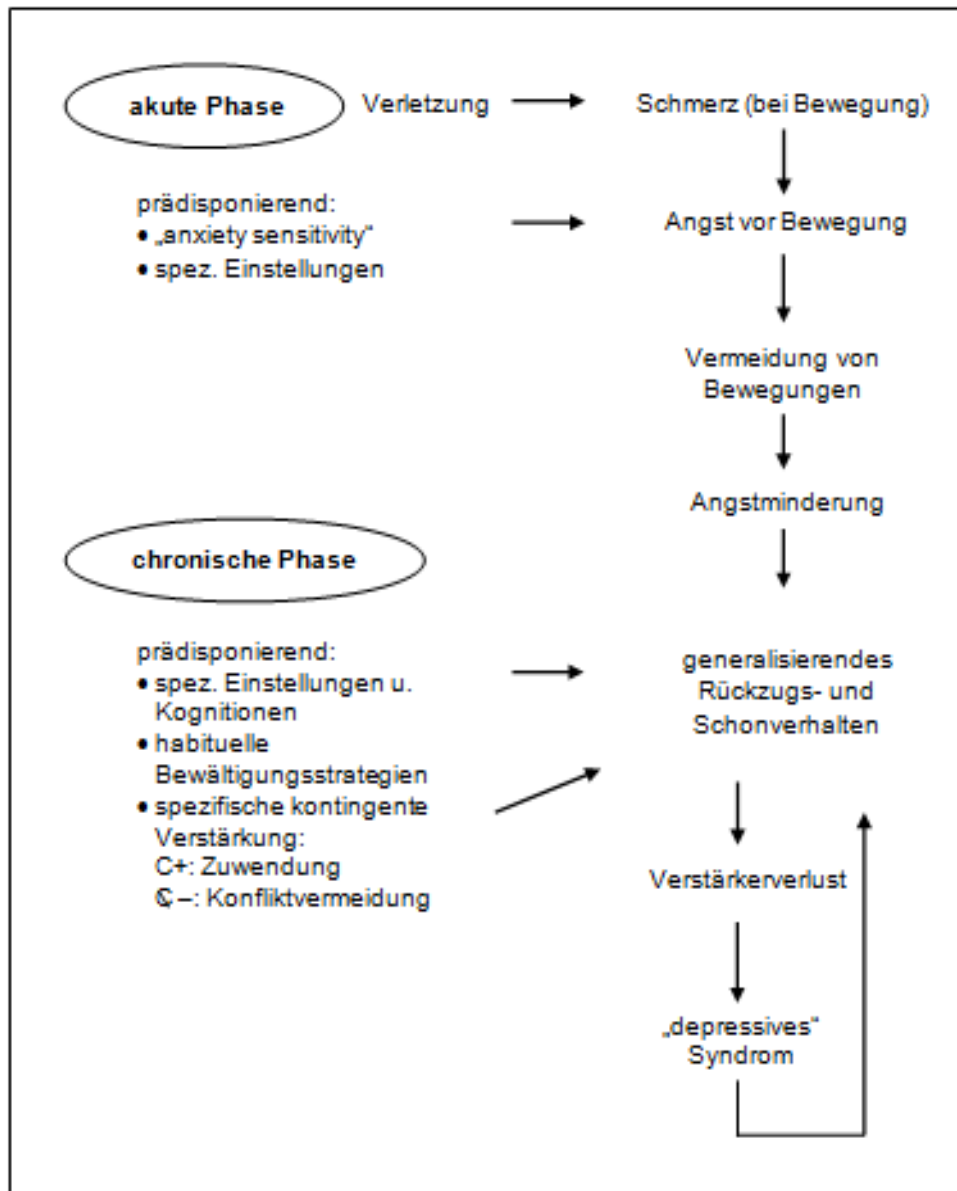 akute Phase
Verletzung
Schmerz (bei Bewegung)
prädisponierend:
• „anxiety sensitivity“
• spez. Einstellungen
Angst vor Bewegung
Vermeidung von
Bewegungen
Angstminderung
chronische Phase
prädisponierend:
• spez. Einstellungen u.
Kognitionen
• habituelle
Bewältigungsstrategien
• spezifische kontingente
Verstärkung:
C+: Zuwendung
C –: Konfliktvermeidung
generalisierendes
Rückzugs- und
Schonverhalten
Verstärkerverlust
„depressives“
Syndrom